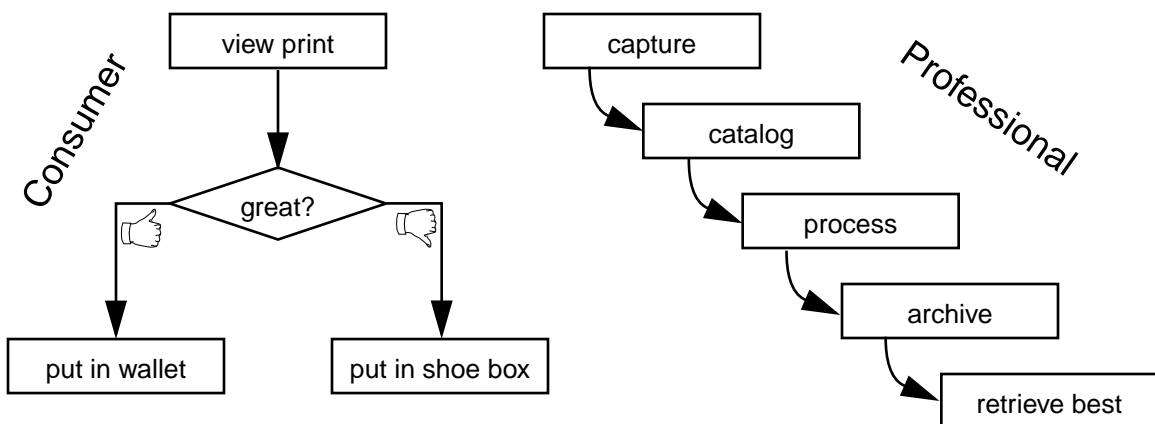 Consumer
view print
great?
put in wallet
put in shoe box
Professional
capture
catalog
process
archive
retrieve best